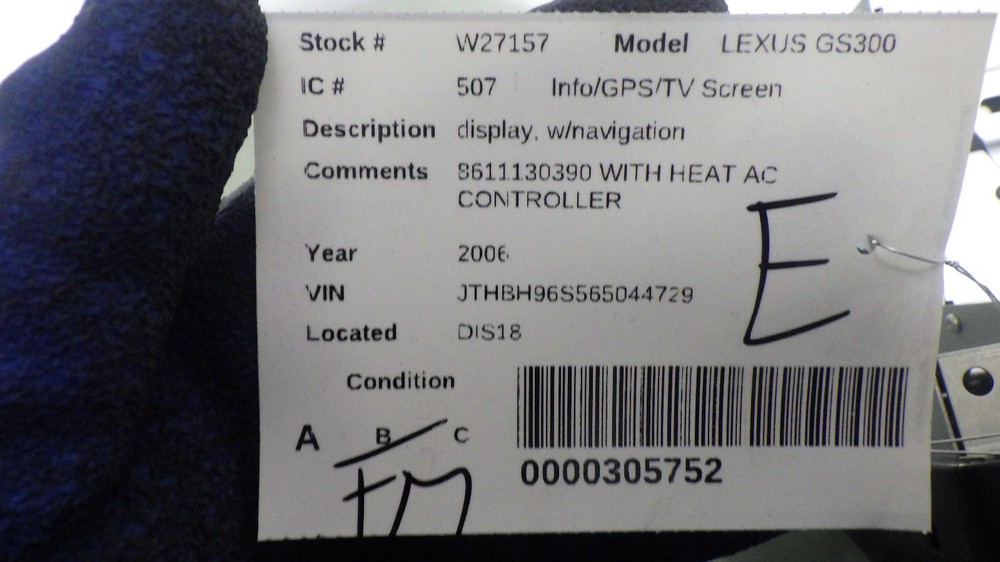 Stock # W27157 Model LEXUS GS300
IC # 507 Info/GPS/TV Screen
Description display, w/navigation
Comments 8611130390 WITH HEAT AC
CONTROLLER
Year 2006
VIN JTHBH96S565044729
Located DIS18
E
Condition
A B C
0000305752